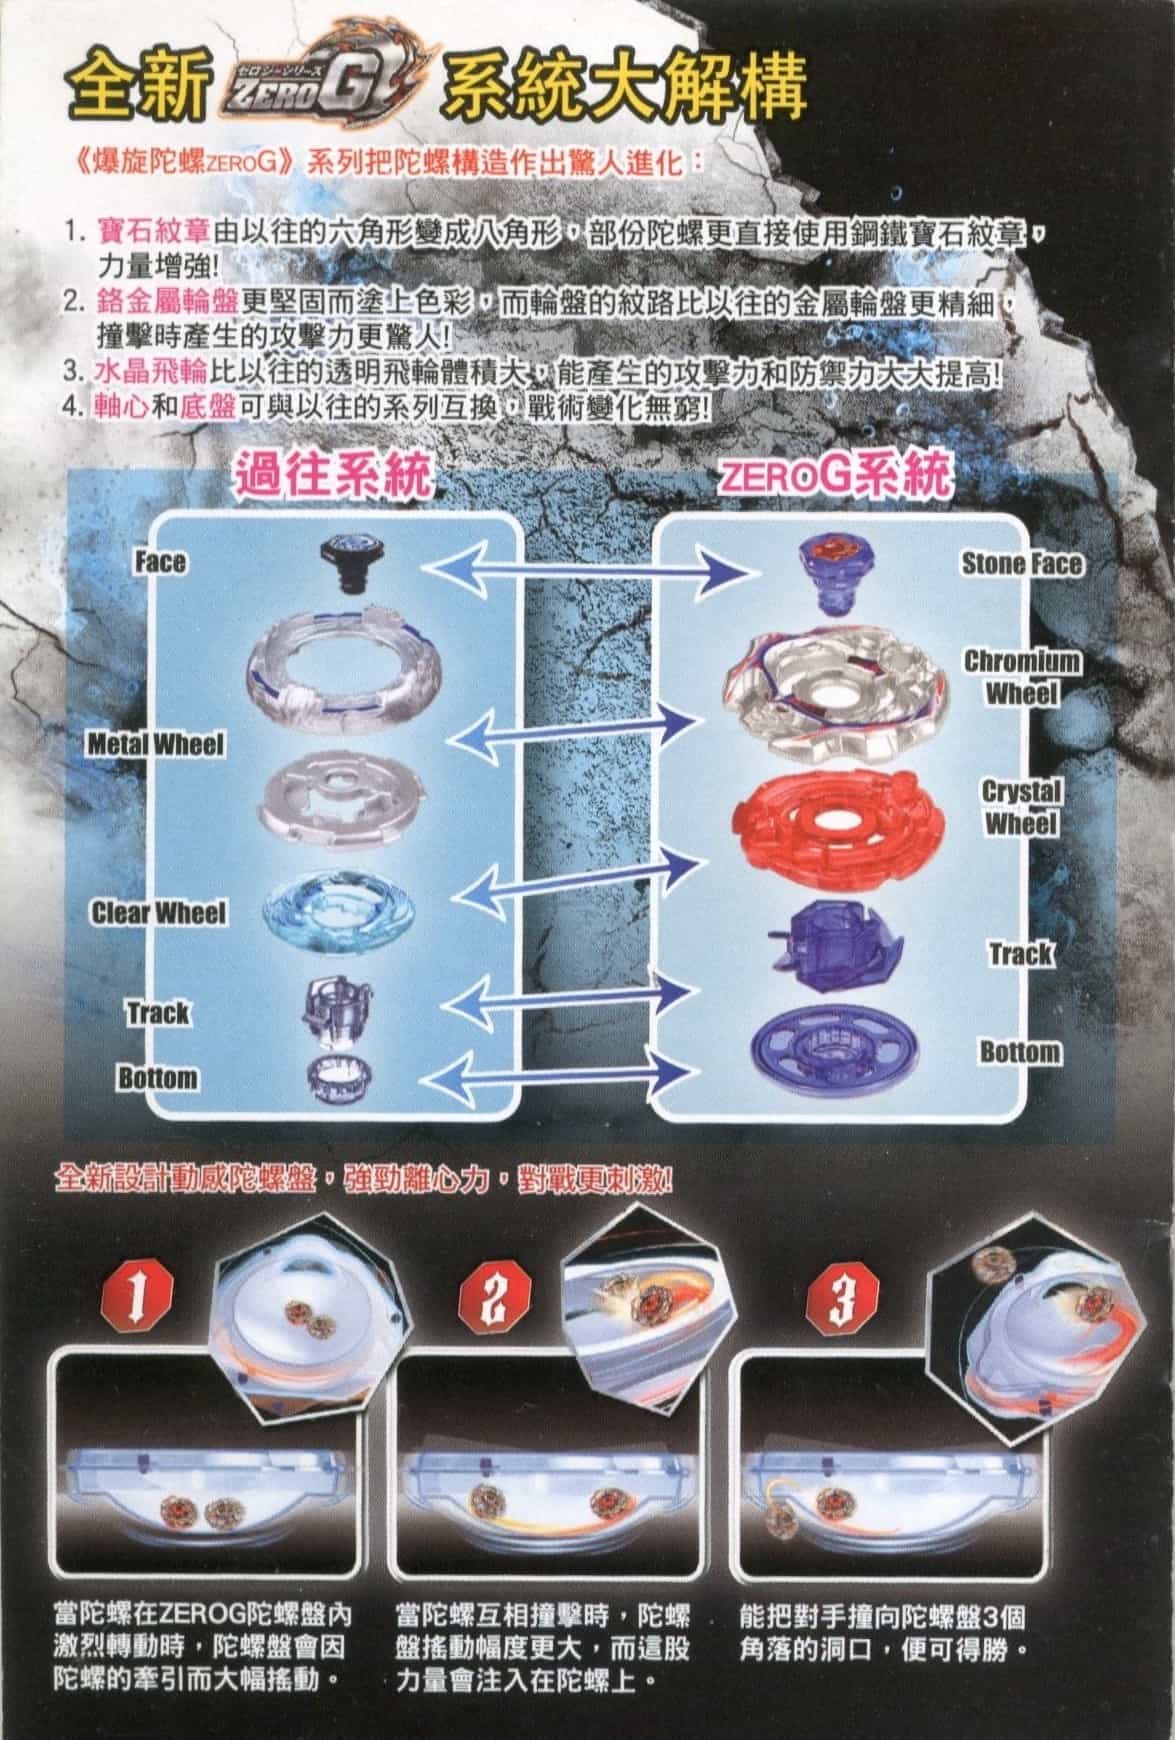 全新 ゼロジーシリーズ ZEROG 系統大解構
《爆旋陀螺ZEROG》系列把陀螺構造作出驚人進化：
1. 寶石紋章由以往的六角形變成八角形，部份陀螺更直接使用鋼鐵寶石紋章，
力量增強!
2. 鉻金屬輪盤更堅固而塗上色彩，而輪盤的紋路比以往的金屬輪盤更精細，
撞擊時產生的攻擊力更驚人!
3. 水晶飛輪比以往的透明飛輪體積大，能產生的攻擊力和防禦力大大提高!
4. 軸心和底盤可與以往的系列互換，戰術變化無窮!
過往系統
Face
Metal Wheel
Clear Wheel
Track
Bottom
ZEROG系統
Stone Face
Chromium
Wheel
Crystal
Wheel
Track
Bottom
全新設計動感陀螺盤，強勁離心力，對戰更刺激!
1
當陀螺在ZEROG陀螺盤內
激烈轉動時，陀螺盤會因
陀螺的牽引而大幅搖動。
2
當陀螺互相撞擊時，陀螺
盤搖動幅度更大，而這股
力量會注入在陀螺上。
3
能把對手撞向陀螺盤3個
角落的洞口，便可得勝。